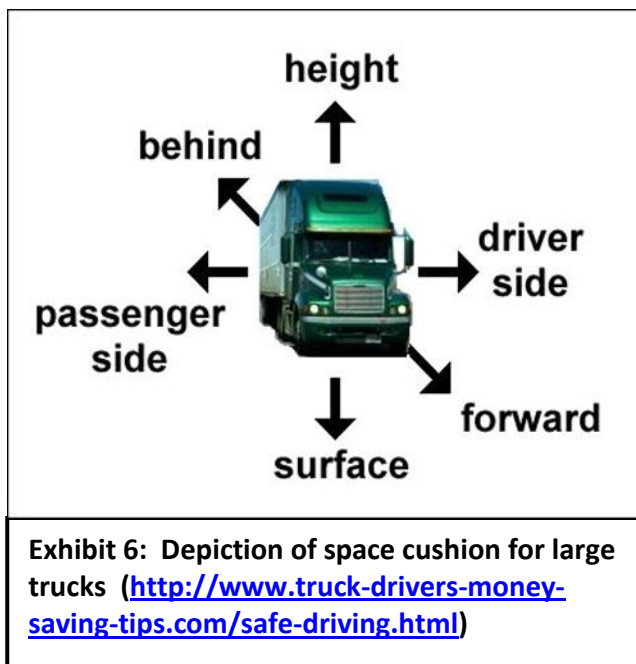 height
behind
driver
side
passenger
side
forward
surface
Exhibit 6:  Depiction of space cushion for large
trucks  (http://www.truck-drivers-money-
saving-tips.com/safe-driving.html)